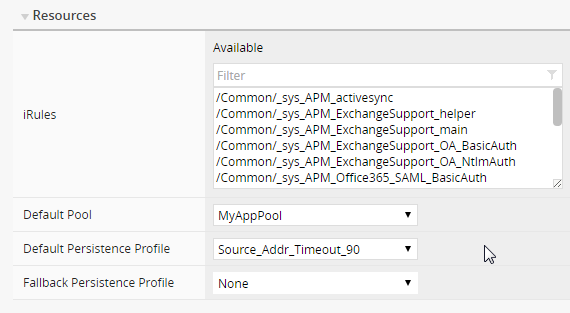 Resources
Available
Filter
iRules
/Common/_sys_APM_activesync
/Common/_sys_APM_ExchangeSupport_helper
/Common/_sys_APM_ExchangeSupport_main
/Common/_sys_APM_ExchangeSupport_OA_BasicAuth
/Common/_sys_APM_ExchangeSupport_OA_NtlmAuth
/Common/_sys_APM_Office365_SAML_BasicAuth
Default Pool MyAppPool
Default Persistence Profile Source_Addr_Timeout_90
Fallback Persistence Profile None